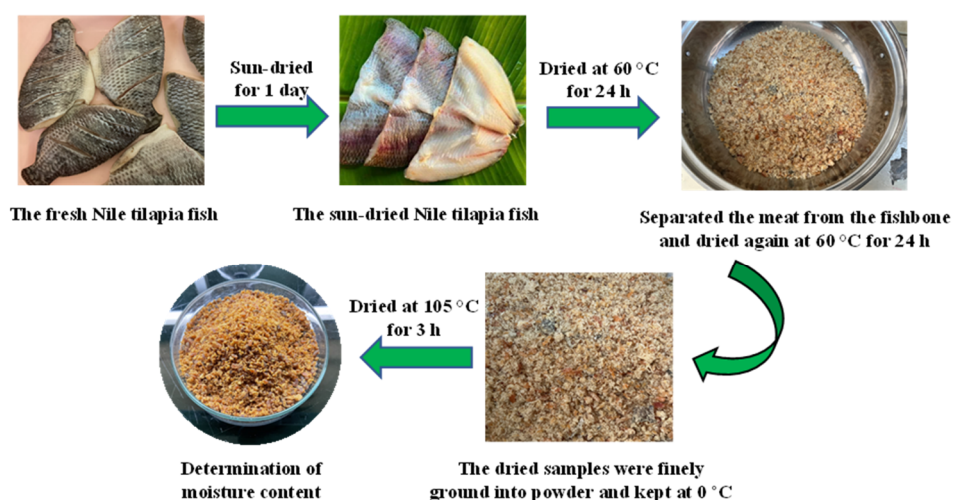 Sun-dried
for 1 day
Dried at 60 °C
for 24 h
The fresh Nile tilapia fish
The sun-dried Nile tilapia fish
Separated the meat from the fishbone
and dried again at 60 °C for 24 h
Dried at 105 °C
for 3 h
Determination of
moisture content
The dried samples were finely
ground into powder and kept at 0 °C